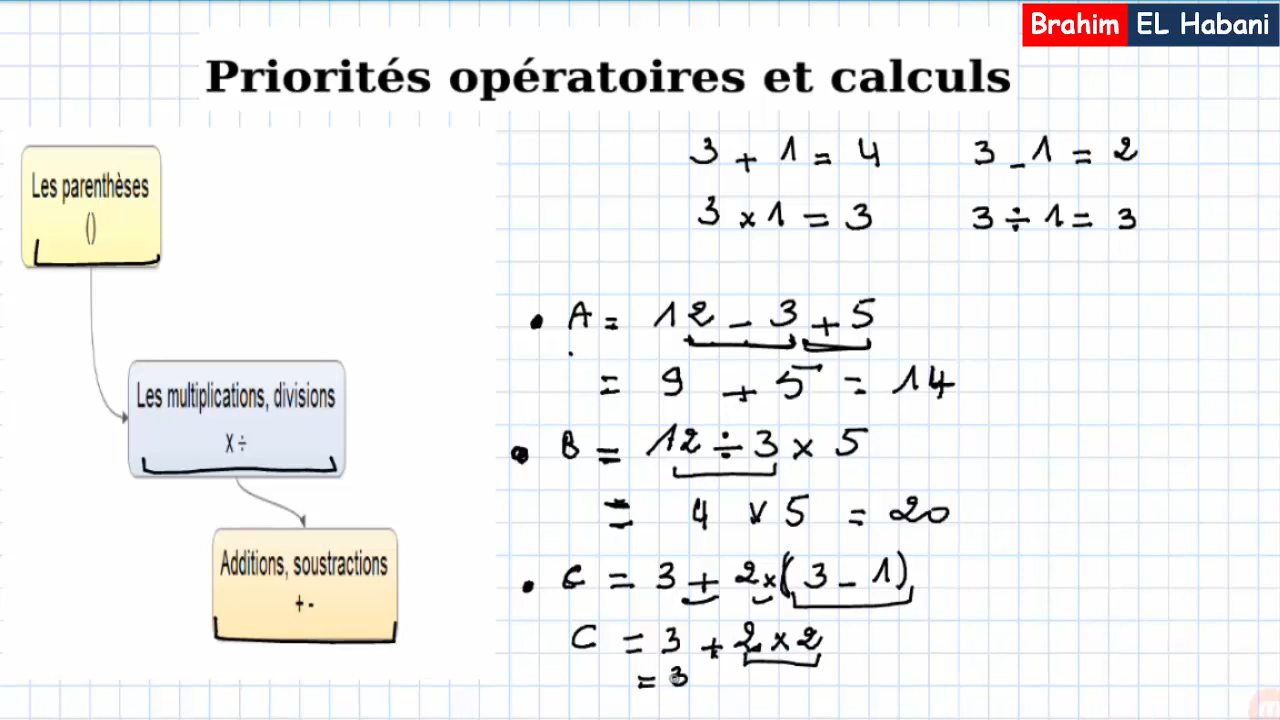 Brahim EL Habani
Priorités opératoires et calculs
Les parenthèses
()
Les multiplications, divisions
X ÷
Additions, soustractions
+ -
3 + 1 = 4
3 - 1 = 2
3 × 1 = 3
3 ÷ 1 = 3
• A = 12 - 3 + 5
= 9 + 5 = 14
• B = 12 ÷ 3 × 5
= 4 × 5 = 20
• C = 3 + 2 × (3 - 1)
C = 3 + 2 × 2
= 3